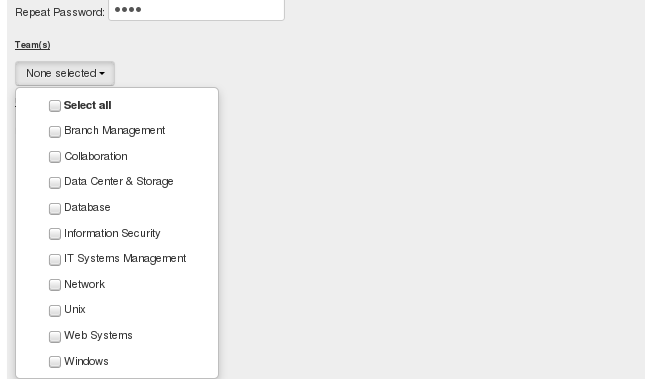 Repeat Password: ••••
Team(s)
None selected
Select all
Branch Management
Collaboration
Data Center & Storage
Database
Information Security
IT Systems Management
Network
Unix
Web Systems
Windows